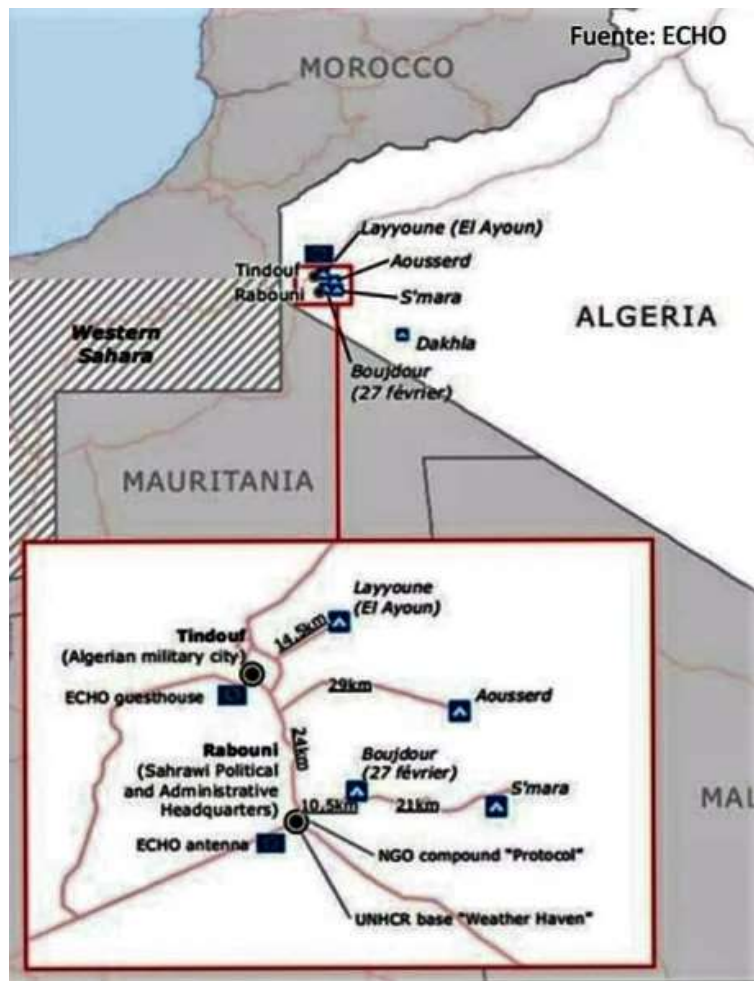 Fuente: ECHO
MOROCCO
Layyoune (El Ayoun)
Tindouf
Aousserd
Rabouni
S'mara
ALGERIA
Western
Sahara
Dakhla
Boujdour
(27 février)
MAURITANIA
MAL
Layyoune
(El Ayoun)
Tindouf
(Algerian military city)
14.5km
ECHO guesthouse
29km
Aousserd
24km
Rabouni
(Sahrawi Political
and Administrative
Headquarters)
Boujdour
(27 février)
S'mara
10.5km
21km
ECHO antenna
NGO compound "Protocol"
UNHCR base "Weather Haven"